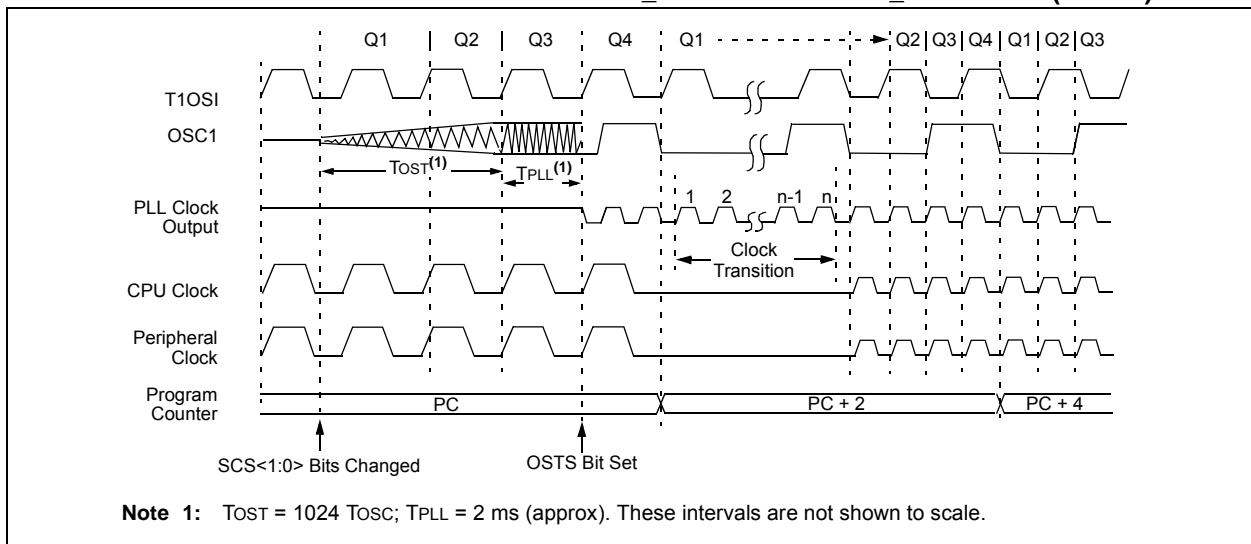 Q1 Q2 Q3 Q4 Q1 Q2 Q3 Q4 Q1 Q2 Q3
T1OSI
OSC1
TOST(1) TPLL(1)
1 2 n-1 n
PLL Clock
Output
Clock
Transition
CPU Clock
Peripheral
Clock
Program
Counter
PC PC + 2 PC + 4
SCS<1:0> Bits Changed OSTS Bit Set
Note 1: TOST = 1024 TOSC; TPLL = 2 ms (approx). These intervals are not shown to scale.